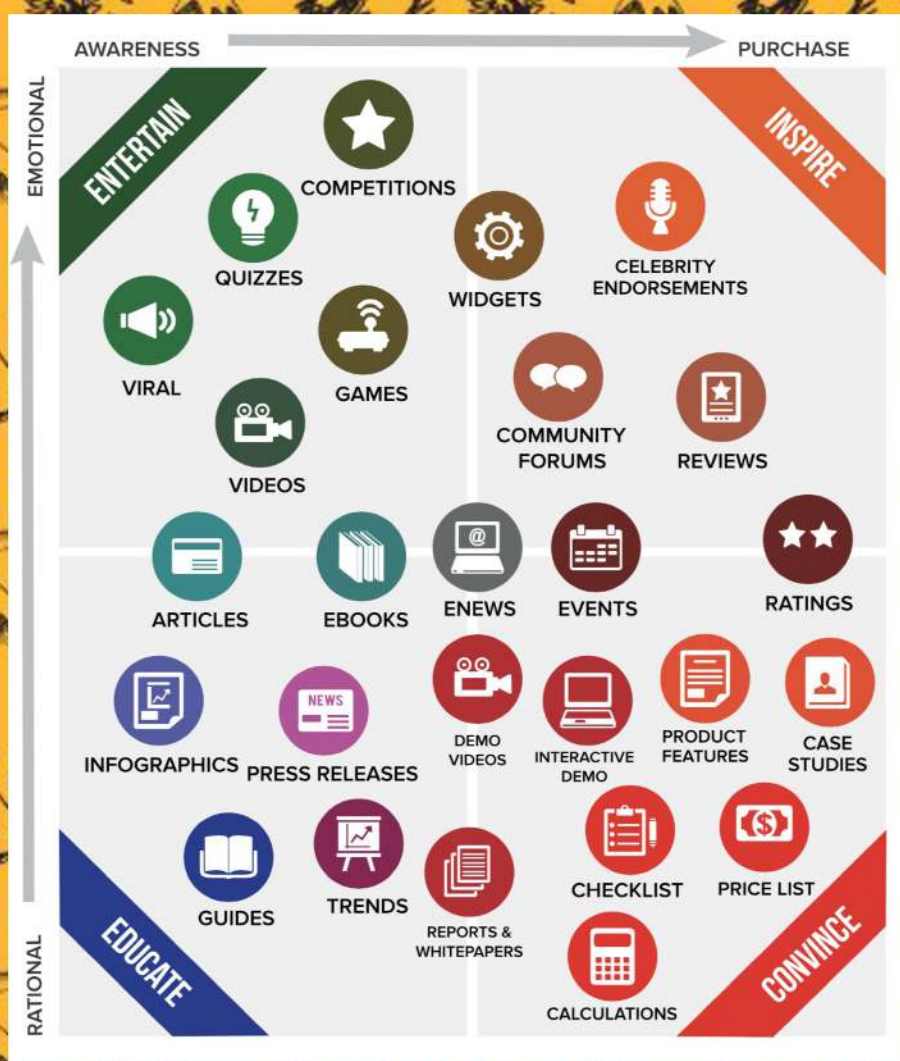 AWARENESS
PURCHASE
EMOTIONAL
ENTERTAIN
INSPIRE
COMPETITIONS
QUIZZES
WIDGETS
CELEBRITY
ENDORSEMENTS
VIRAL
GAMES
COMMUNITY
FORUMS
REVIEWS
VIDEOS
@
ARTICLES
EBOOKS
ENEWS
EVENTS
RATINGS
NEWS
INFOGRAPHICS
PRESS RELEASES
DEMO
VIDEOS
INTERACTIVE
DEMO
PRODUCT
FEATURES
CASE
STUDIES
$
GUIDES
TRENDS
REPORTS &
WHITEPAPERS
CHECKLIST
PRICE LIST
CALCULATIONS
RATIONAL
EDUCATE
CONVINCE